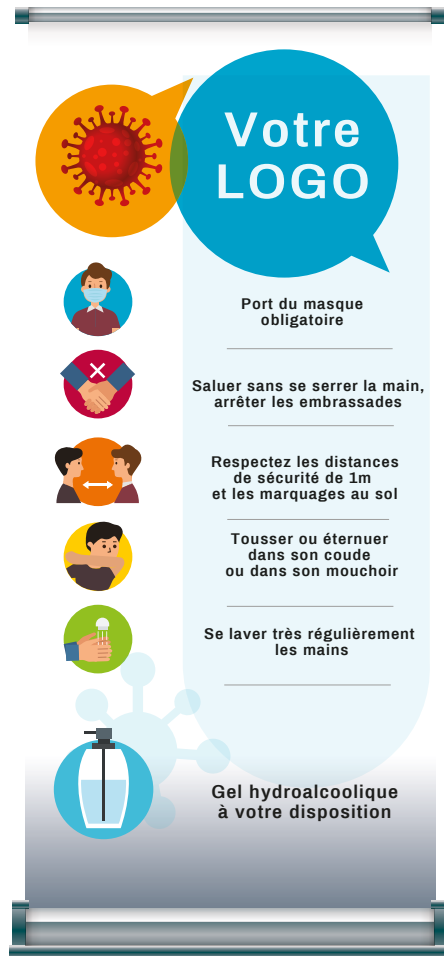 Votre
LOGO
Port du masque
obligatoire
Saluer sans se serrer la main,
arrêter les embrassades
Respectez les distances
de sécurité de 1m
et les marquages au sol
Tousser ou éternuer
dans son coude
ou dans son mouchoir
Se laver très régulièrement
les mains
Gel hydroalcoolique
à votre disposition